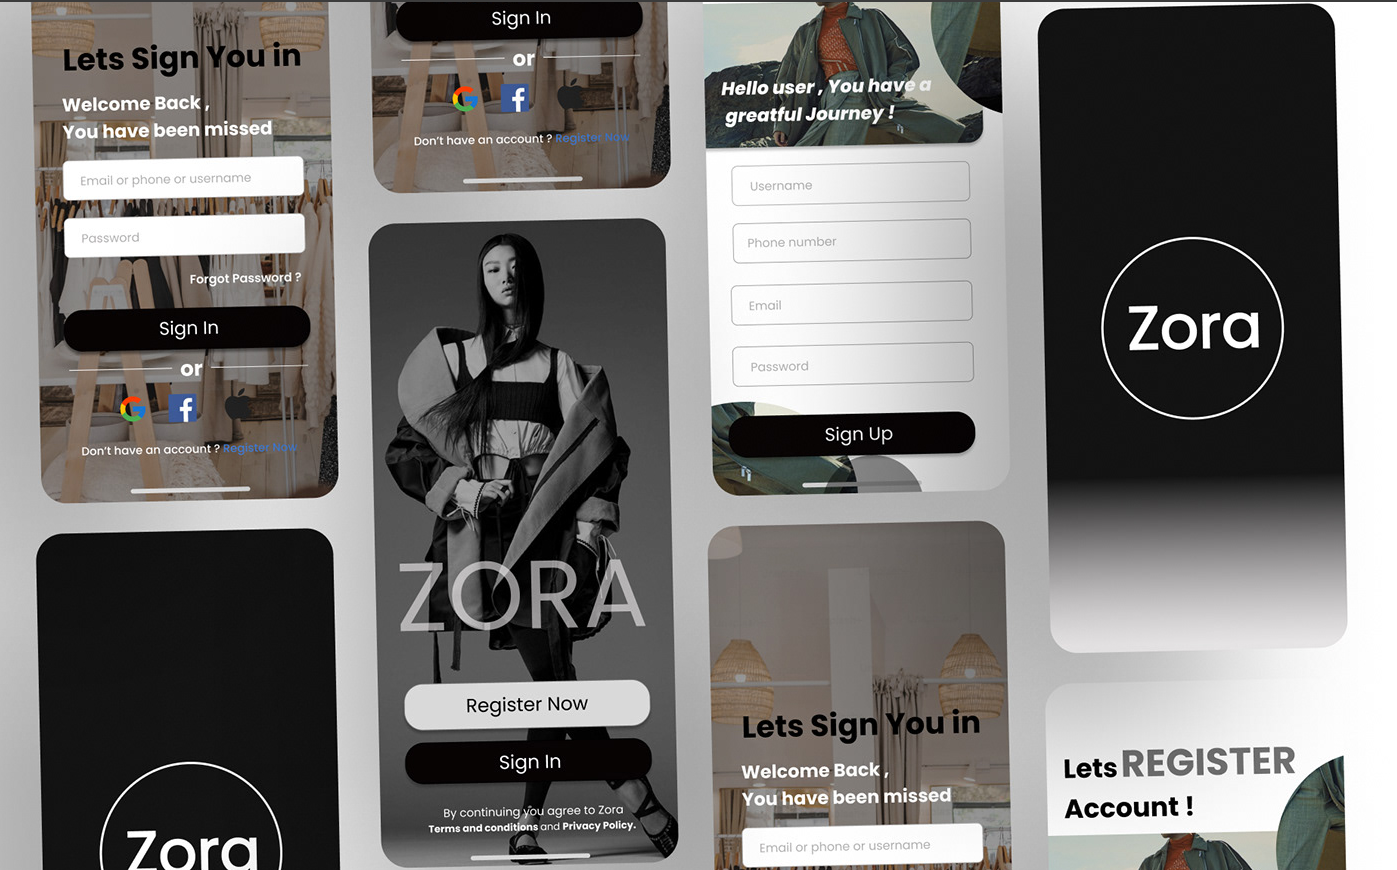 Lets Sign You in
Welcome Back ,
You have been missed
Email or phone or username
Password
Forgot Password ?
Sign In
or
Don't have an account ? Register Now
Zora
Sign In
or
Don't have an account ? Register Now
ZORA
Register Now
Sign In
By continuing you agree to Zora
Terms and conditions and Privacy Policy.
Hello user , You have a
greatful Journey !
Username
Phone number
Email
Password
Sign Up
Lets Sign You in
Welcome Back ,
You have been missed
Email or phone or username
Zora
Lets REGISTER
Account !